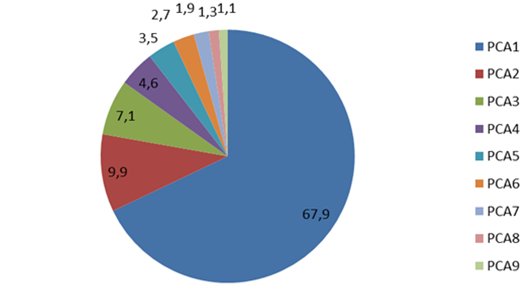 2,7
1,9
1,3
1,1
3,5
4,6
7,1
9,9
67,9
PCA1
PCA2
PCA3
PCA4
PCA5
PCA6
PCA7
PCA8
PCA9